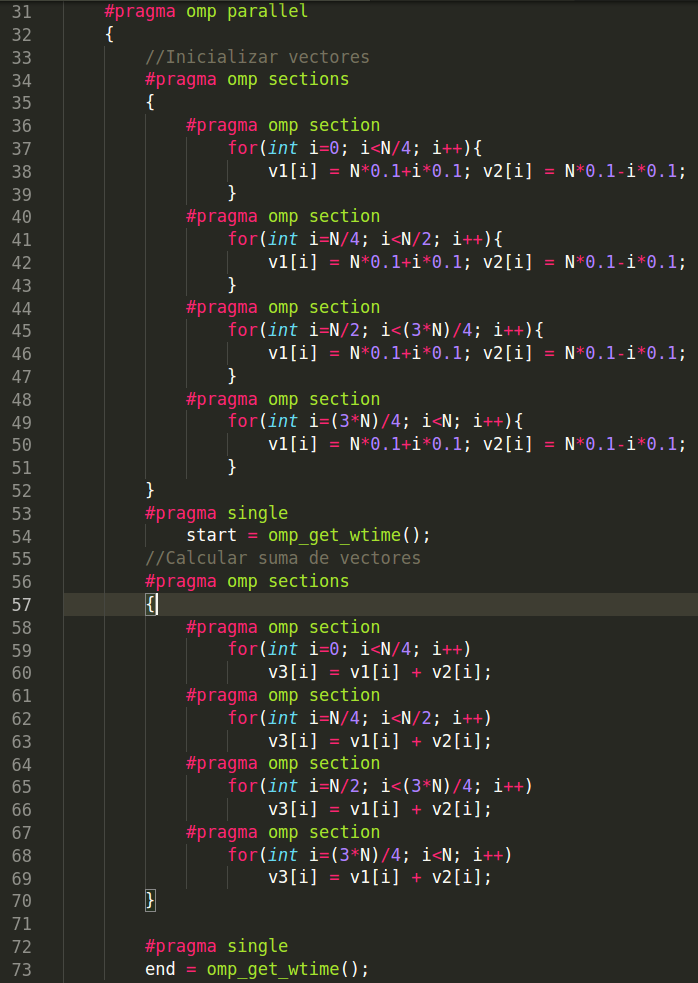 31 #pragma omp parallel
32 {
33 //Inicializar vectores
34 #pragma omp sections
35 {
36 #pragma omp section
37 for(int i=0; i<N/4; i++){
38 v1[i] = N*0.1+i*0.1; v2[i] = N*0.1-i*0.1;
39 }
40 #pragma omp section
41 for(int i=N/4; i<N/2; i++){
42 v1[i] = N*0.1+i*0.1; v2[i] = N*0.1-i*0.1;
43 }
44 #pragma omp section
45 for(int i=N/2; i<(3*N)/4; i++){
46 v1[i] = N*0.1+i*0.1; v2[i] = N*0.1-i*0.1;
47 }
48 #pragma omp section
49 for(int i=(3*N)/4; i<N; i++){
50 v1[i] = N*0.1+i*0.1; v2[i] = N*0.1-i*0.1;
51 }
52 }
53 #pragma single
54 start = omp_get_wtime();
55 //Calcular suma de vectores
56 #pragma omp sections
57 {
58 #pragma omp section
59 for(int i=0; i<N/4; i++)
60 v3[i] = v1[i] + v2[i];
61 #pragma omp section
62 for(int i=N/4; i<N/2; i++)
63 v3[i] = v1[i] + v2[i];
64 #pragma omp section
65 for(int i=N/2; i<(3*N)/4; i++)
66 v3[i] = v1[i] + v2[i];
67 #pragma omp section
68 for(int i=(3*N)/4; i<N; i++)
69 v3[i] = v1[i] + v2[i];
70 }
71
72 #pragma single
73 end = omp_get_wtime();